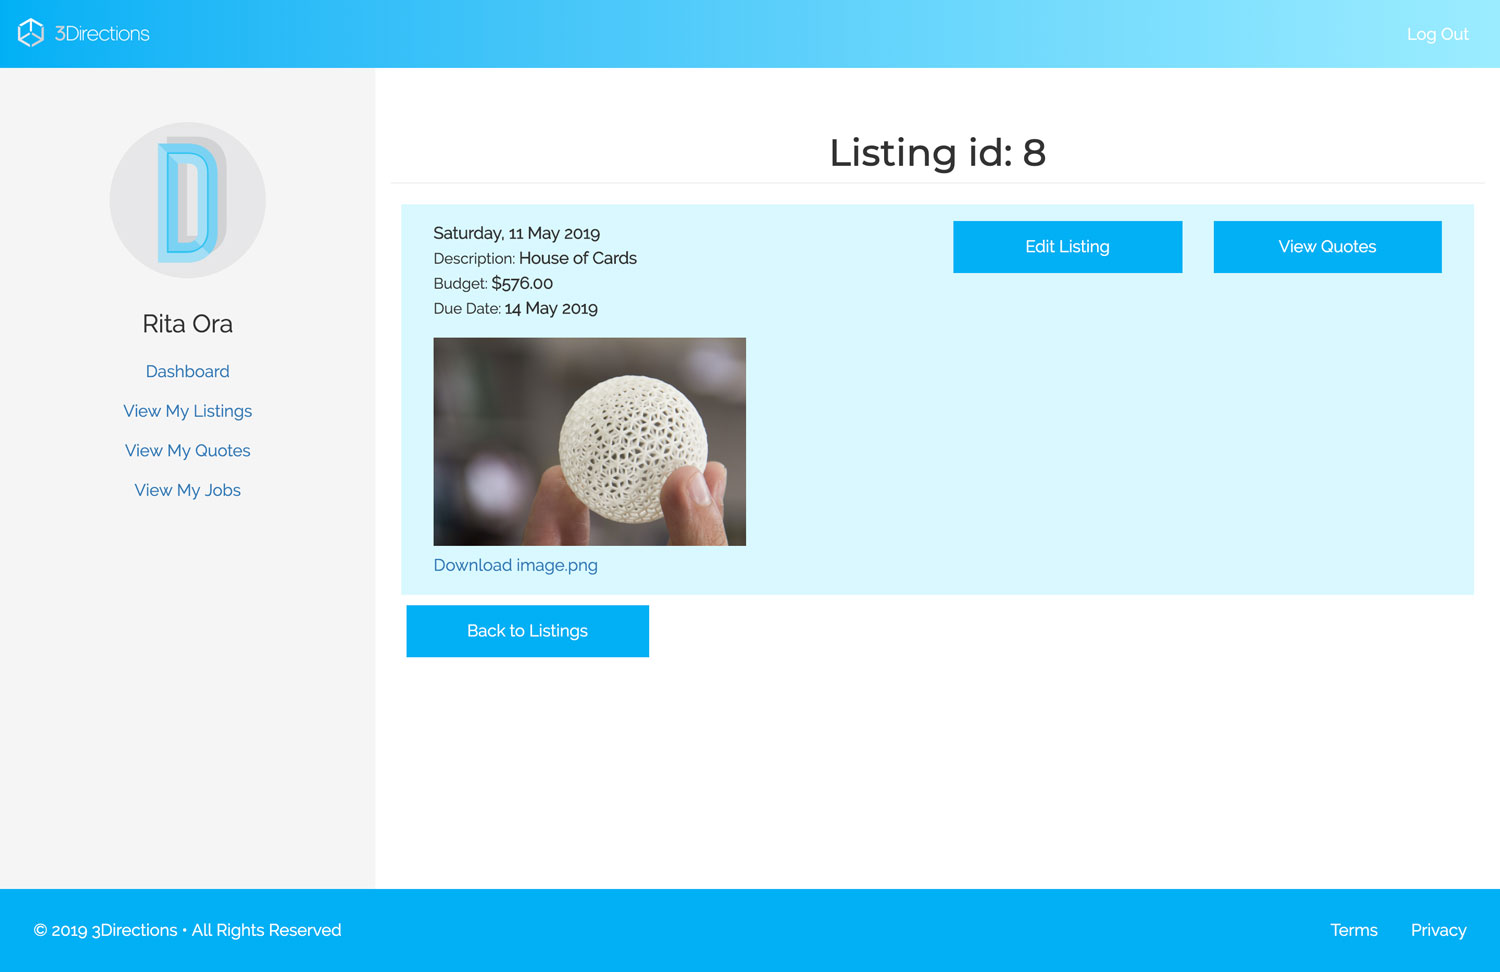 3Directions
Log Out
D
Rita Ora
Dashboard
View My Listings
View My Quotes
View My Jobs
Listing id: 8
Saturday, 11 May 2019
Description: House of Cards
Budget: $576.00
Due Date: 14 May 2019
Edit Listing
View Quotes
Download image.png
Back to Listings
© 2019 3Directions • All Rights Reserved
Terms
Privacy